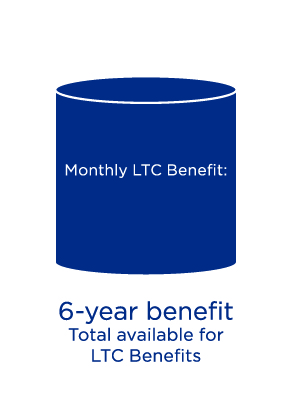 Monthly LTC Benefit:
6-year benefit
Total available for
LTC Benefits